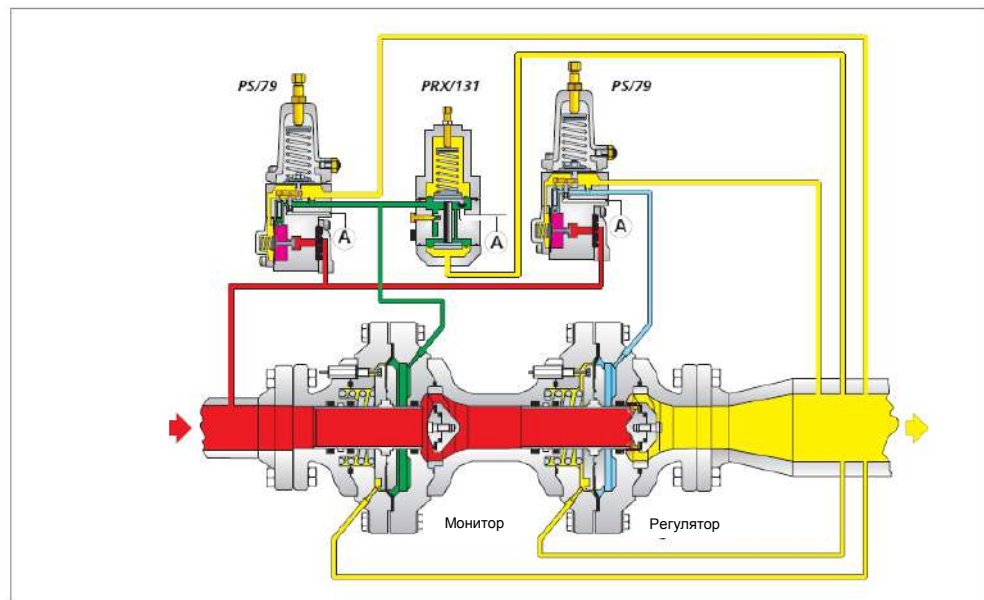 PS/79
PRX/131
PS/79
A
A
A
Монитор
Регулятор